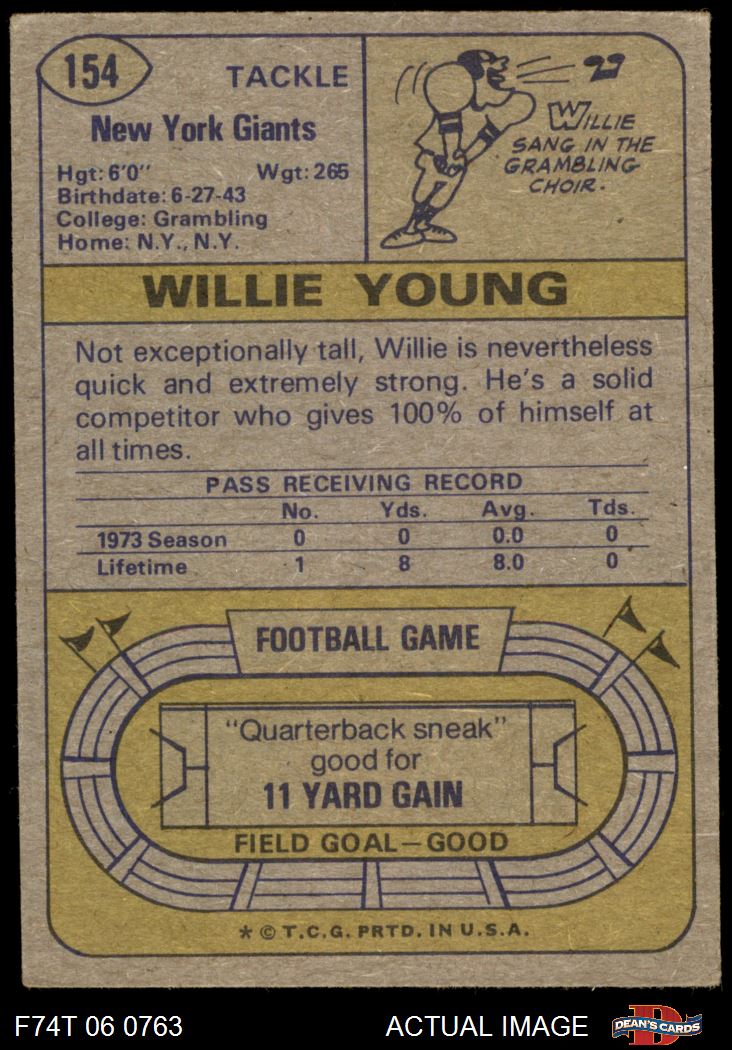 154
TACKLE
New York Giants
Hgt: 6'0" Wgt: 265
Birthdate: 6-27-43
College: Grambling
Home: N.Y., N.Y.
WILLIE
SANG IN THE
GRAMBLING
CHOIR.
WILLIE YOUNG
Not exceptionally tall, Willie is nevertheless
quick and extremely strong. He's a solid
competitor who gives 100% of himself at
all times.
PASS RECEIVING RECORD
No. Yds. Avg. Tds.
1973 Season 0 0 0.0 0
Lifetime 1 8 8.0 0
FOOTBALL GAME
"Quarterback sneak"
good for
11 YARD GAIN
FIELD GOAL—GOOD
* © T.C.G. PRTD. IN U.S.A.
F74T 06 0763 ACTUAL IMAGE
D
DEAN'S CARDS